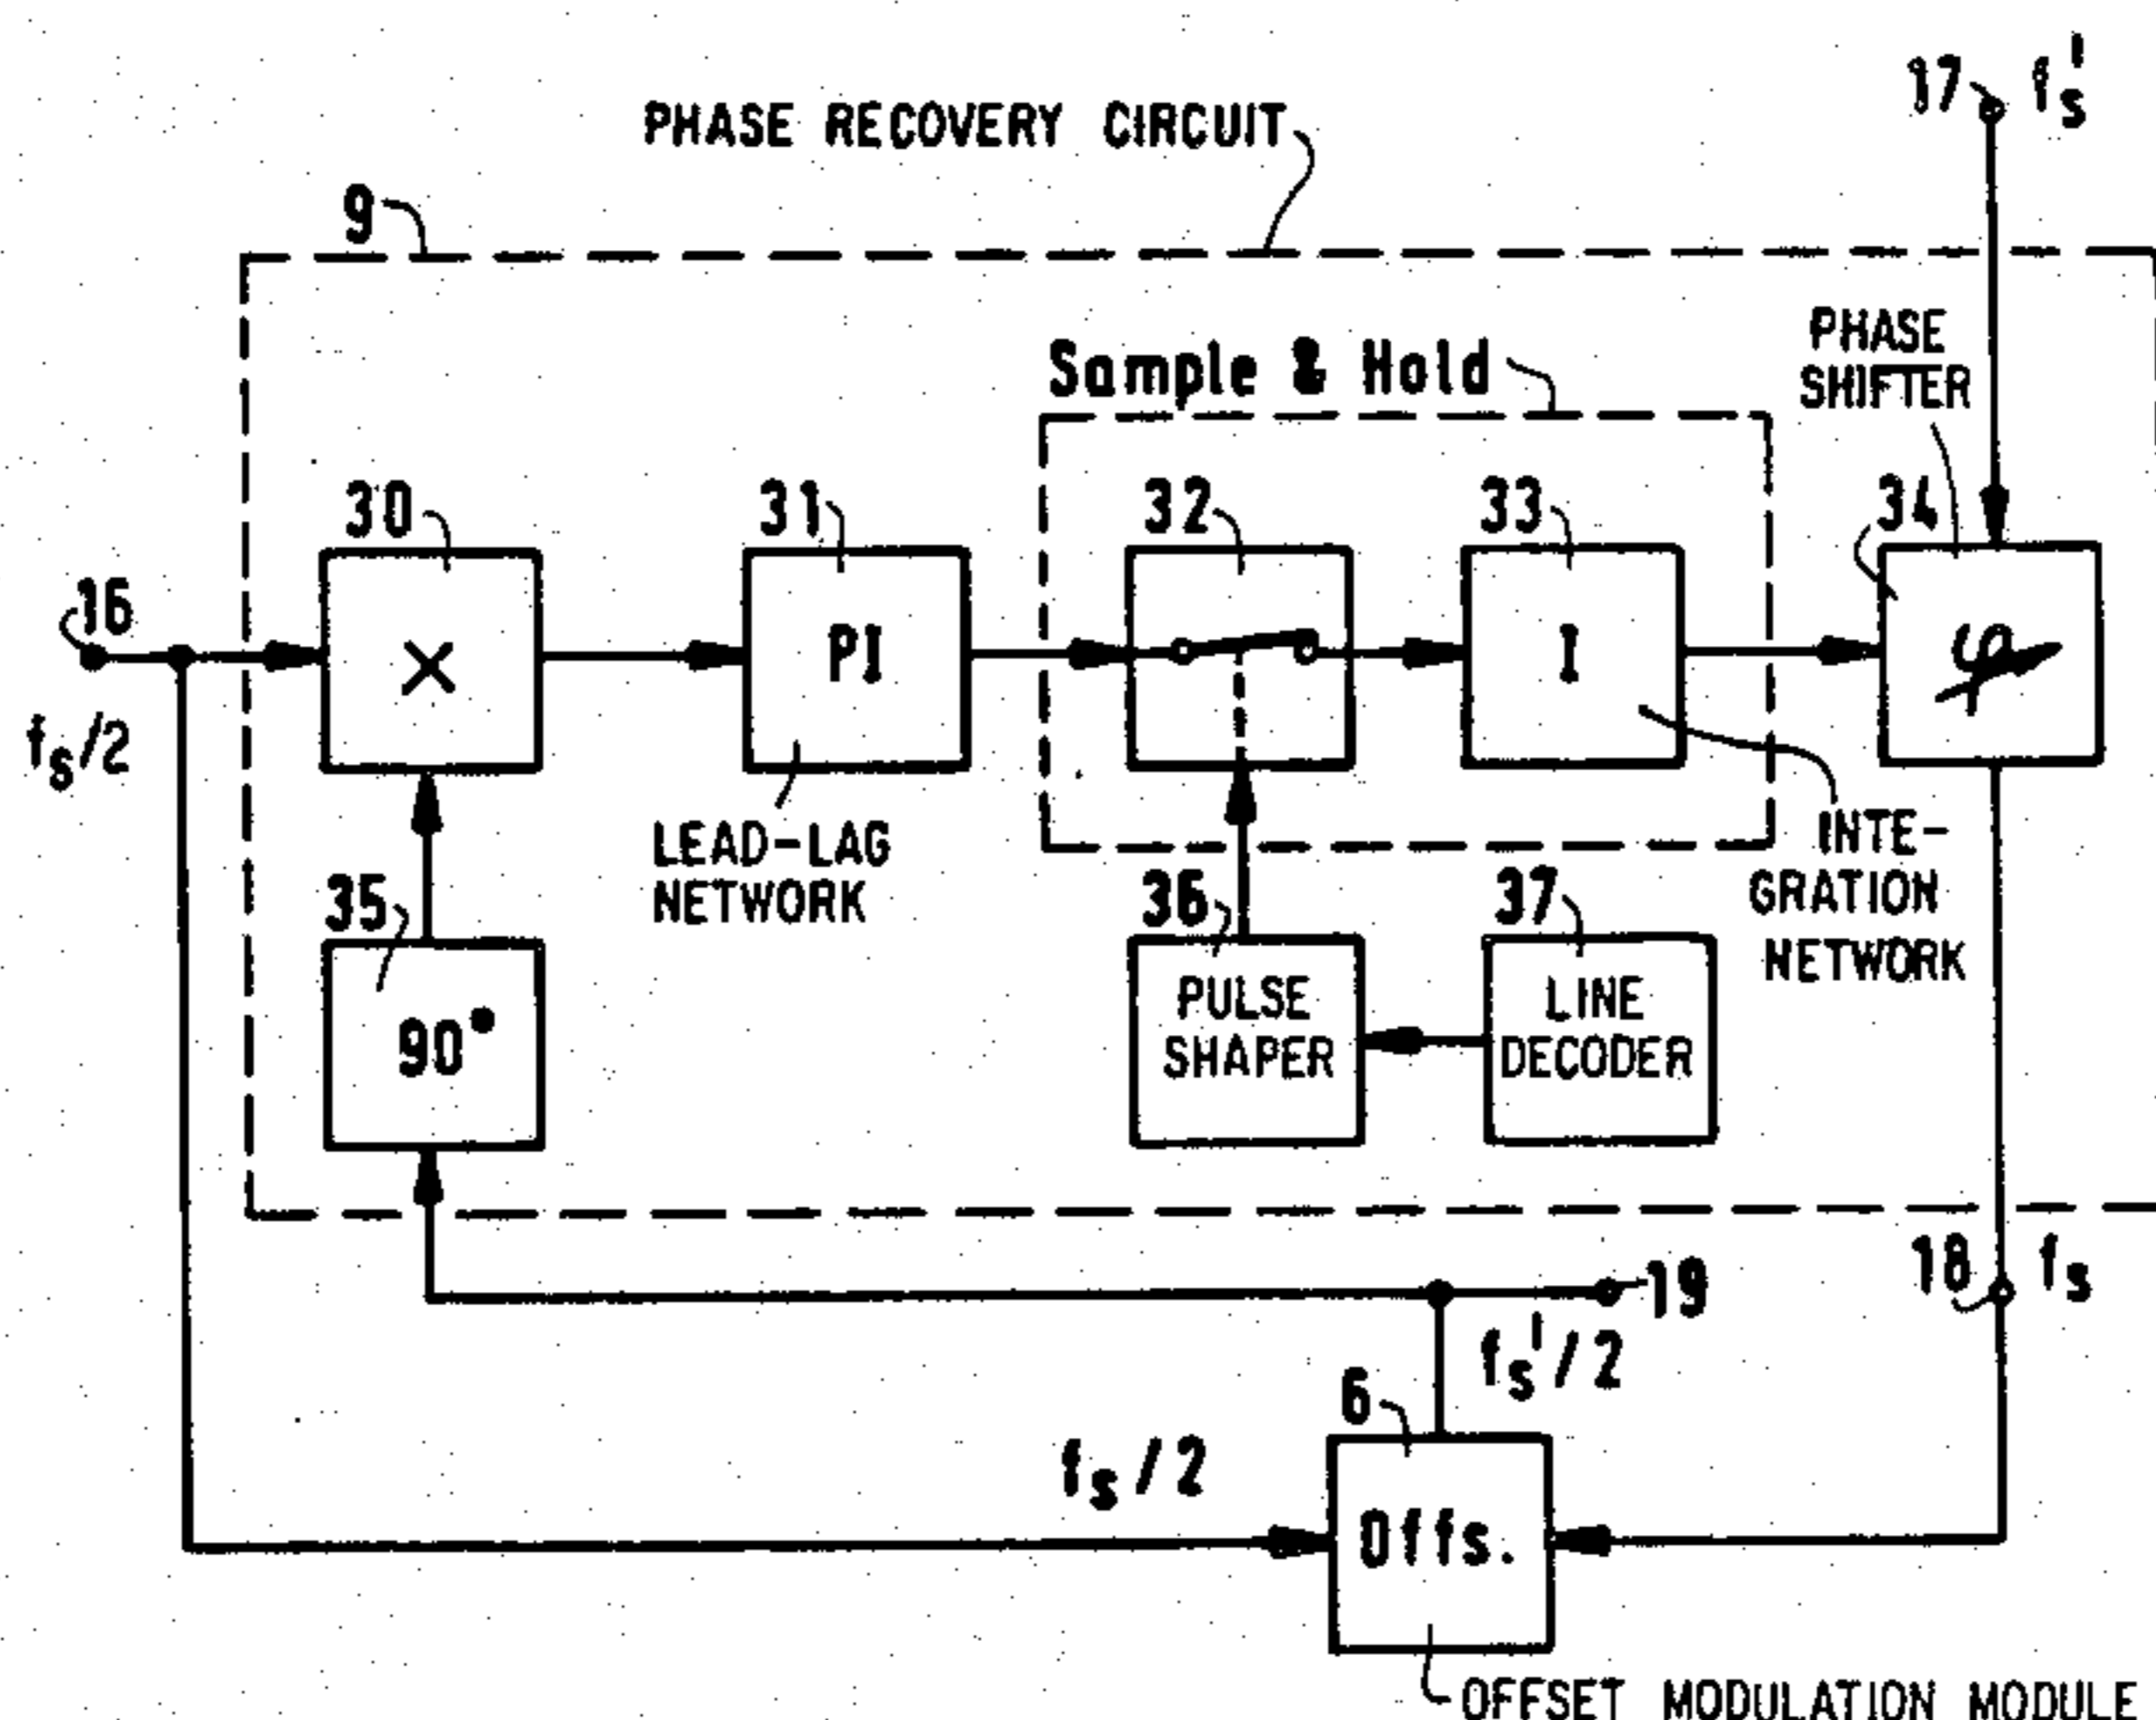 17 fs'
PHASE RECOVERY CIRCUIT
9
PHASE
SHIFTER
Sample & Hold
30
31
32
33
34
16
×
PI
I
φ
fs/2
LEAD-LAG
NETWORK
INTE-
GRATION
NETWORK
35
36
37
90°
PULSE
SHAPER
LINE
DECODER
18 fs
19
fs'/2
6
fs/2
Offs.
OFFSET MODULATION MODULE